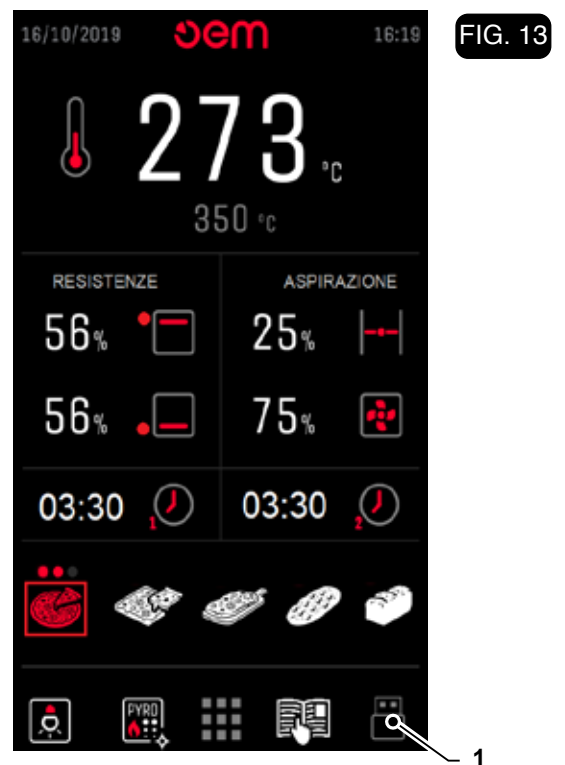 16/10/2019 oem 16:19 FIG. 13
273 °C
350 °C
RESISTENZE ASPIRAZIONE
56% 25%
56% 75%
03:30 1 03:30 2
PYRO
1